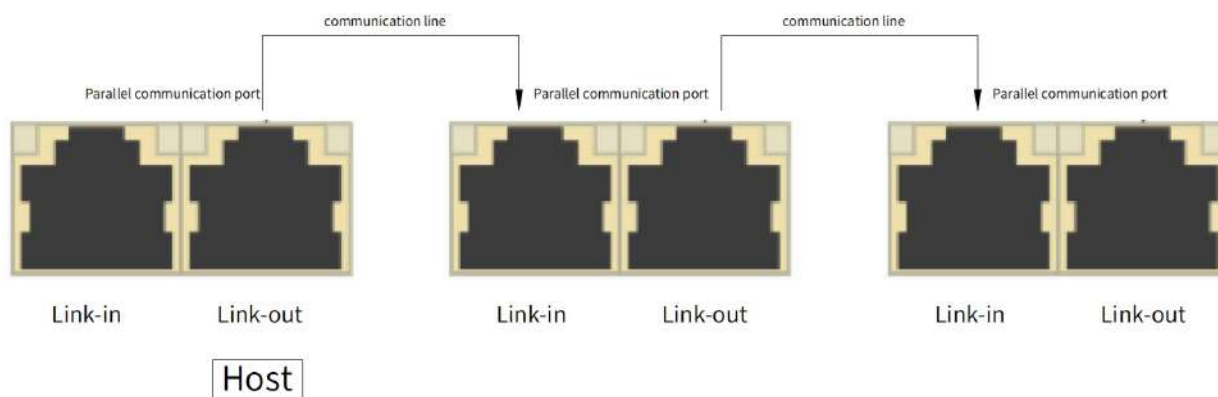 communication line
communication line
Parallel communication port
Parallel communication port
Parallel communication port
Link-in
Link-out
Link-in
Link-out
Link-in
Link-out
Host